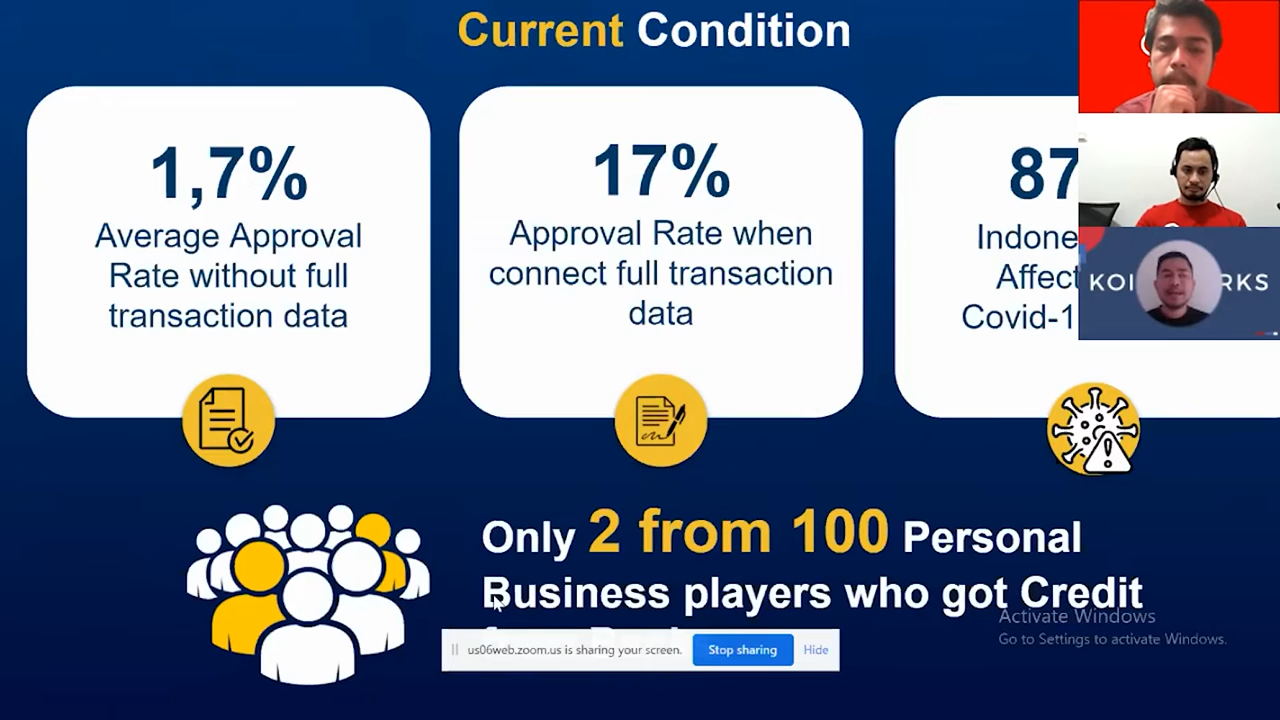 Current Condition
1,7%
Average Approval
Rate without full
transaction data
17%
Approval Rate when
connect full transaction
data
87
Indone
Affect
Covid-1
KOI RKS
Only 2 from 100 Personal
Business players who got Credit
Activate Windows
Go to Settings to activate Windows.
us06web.zoom.us is sharing your screen.
Stop sharing
Hide